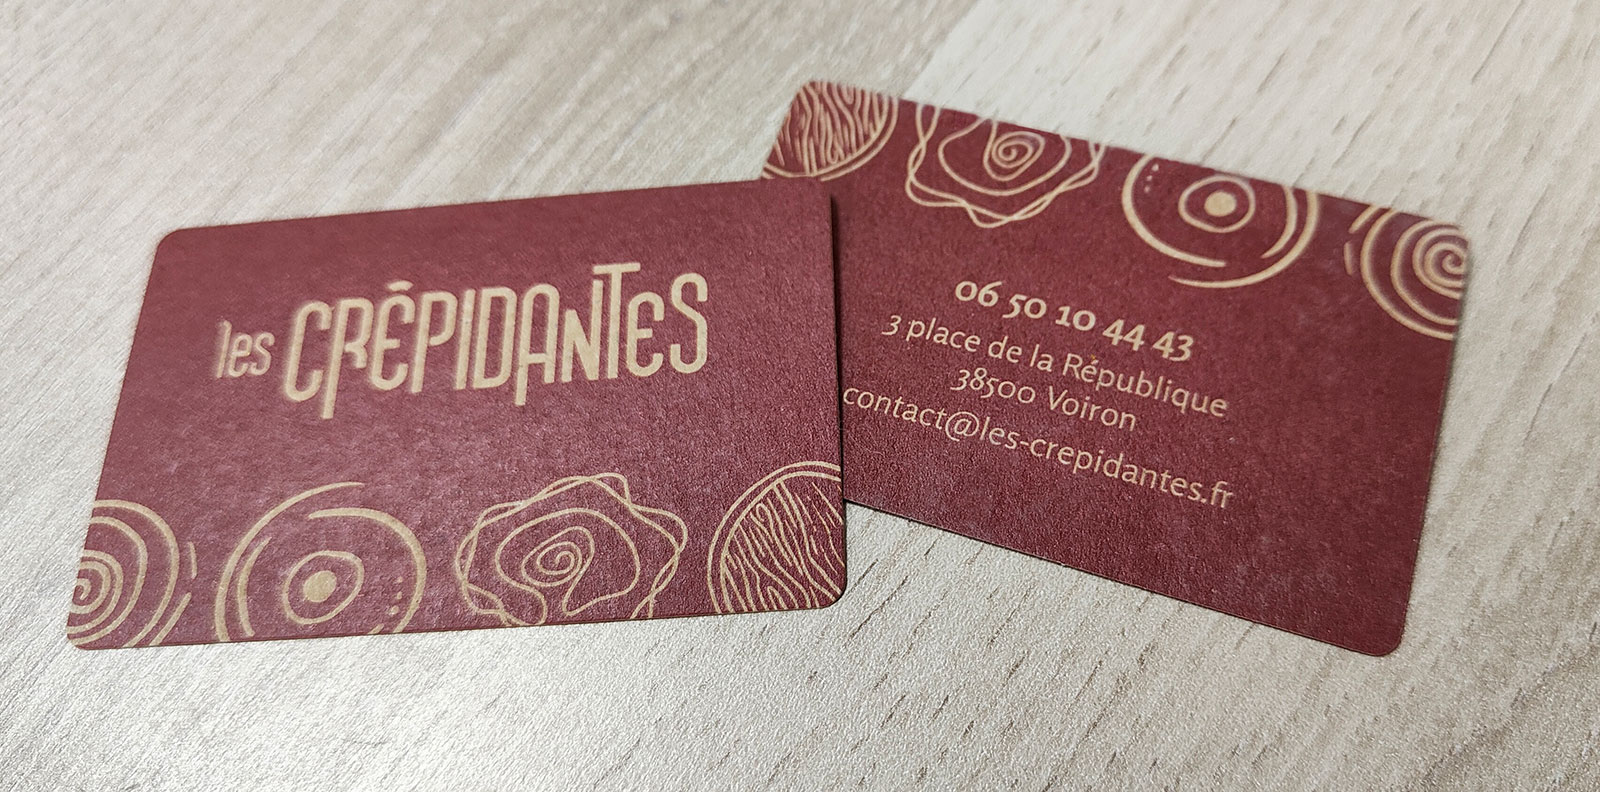 les CRÉPIDANTES
06 50 10 44 43
3 place de la République
38500 Voiron
contact@les-crepidantes.fr